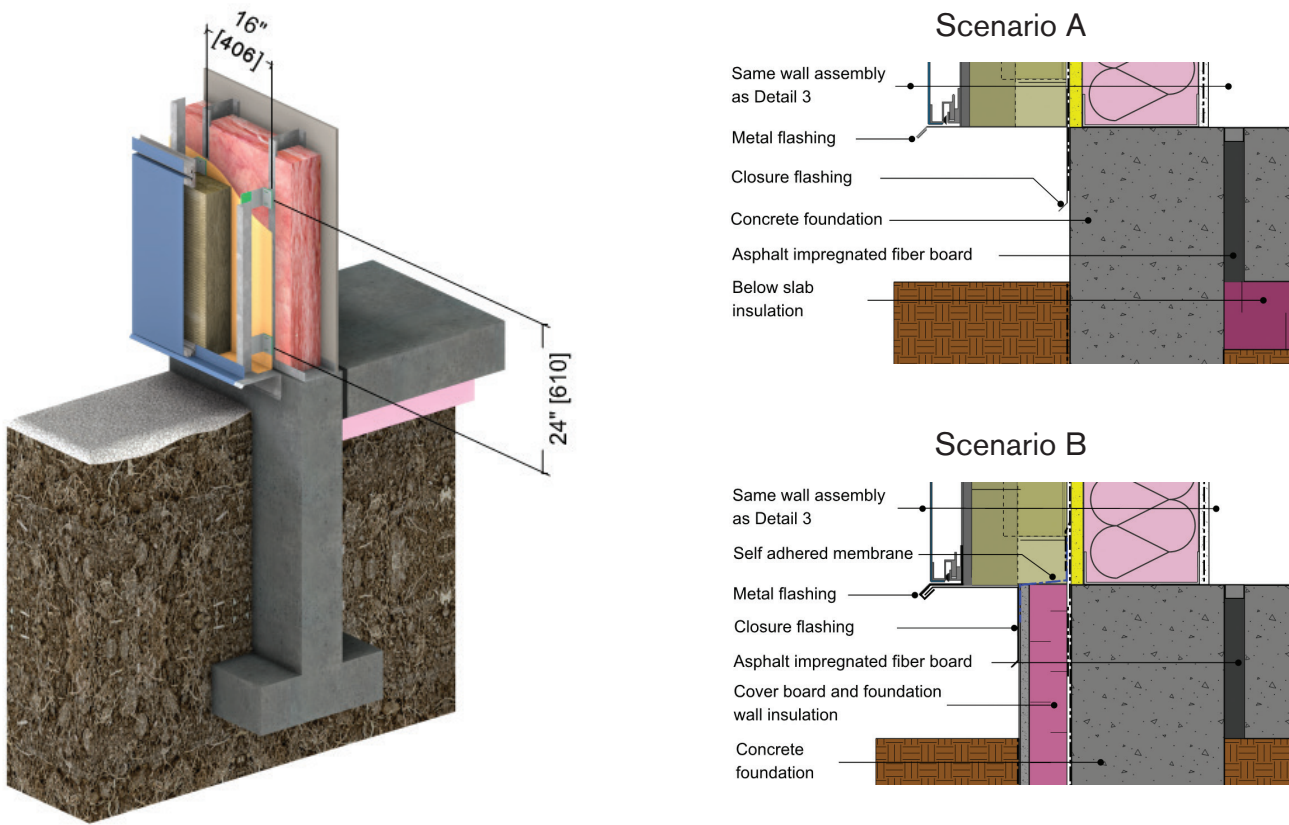 16"
[406]
24" [610]
Scenario A
Same wall assembly
as Detail 3
Metal flashing
Closure flashing
Concrete foundation
Asphalt impregnated fiber board
Below slab
insulation
Scenario B
Same wall assembly
as Detail 3
Self adhered membrane
Metal flashing
Closure flashing
Asphalt impregnated fiber board
Cover board and foundation
wall insulation
Concrete
foundation